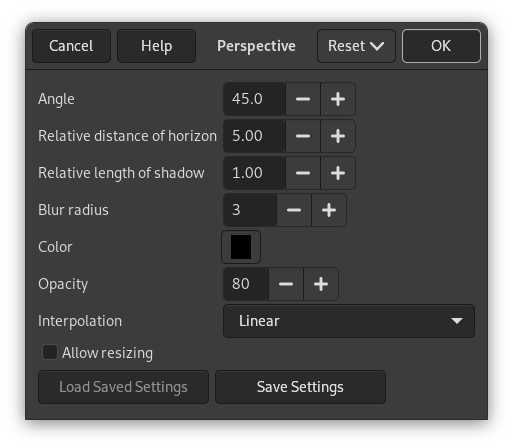 Cancel Help Perspective Reset OK
Angle 45.0
Relative distance of horizon 5.00
Relative length of shadow 1.00
Blur radius 3
Color
Opacity 80
Interpolation Linear
Allow resizing
Load Saved Settings Save Settings